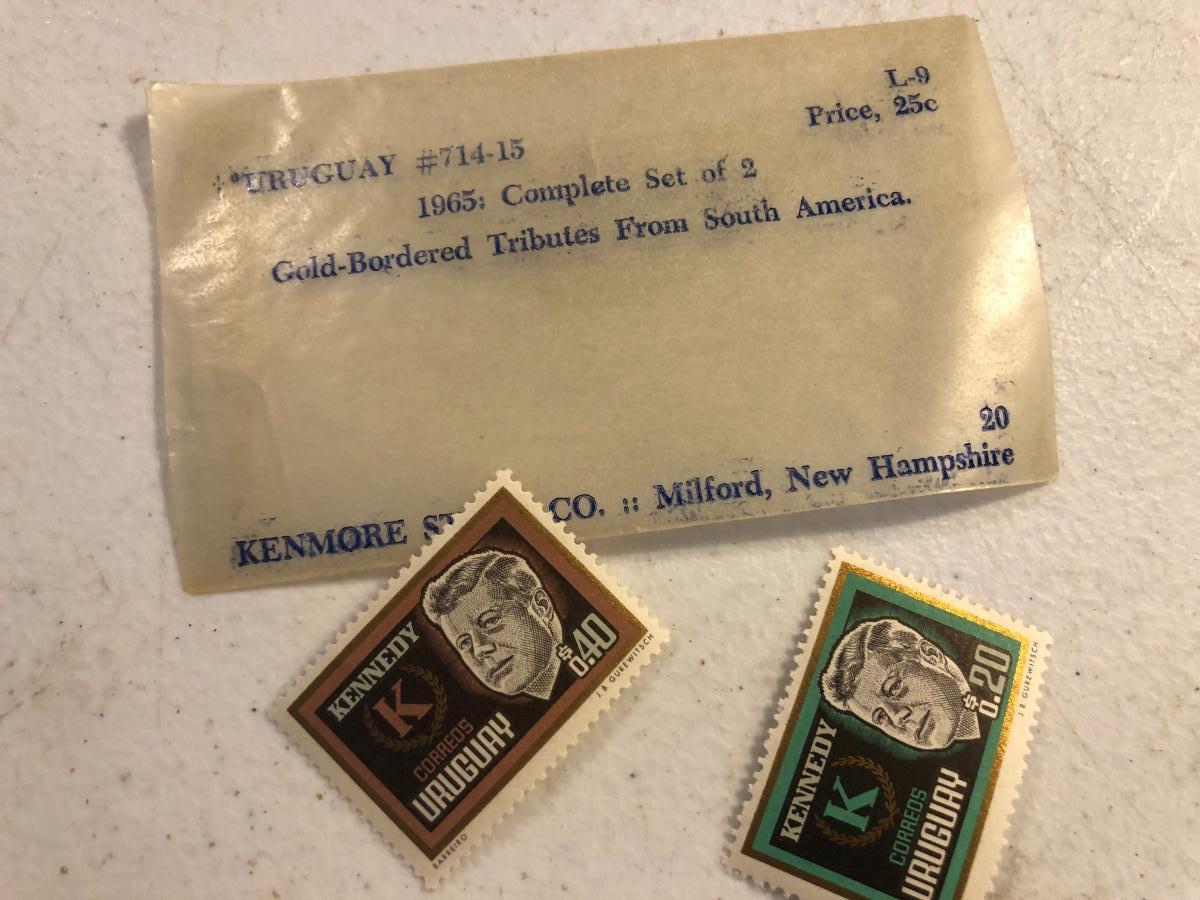 L-9
Price, 25c
*URUGUAY #714-15
1965: Complete Set of 2
Gold-Bordered Tributes From South America.
20
KENMORE CO. :: Milford, New Hampshire
KENNEDY
K
CORREOS
URUGUAY
$0.40
J.B. GUREWITSCH
BARREIRO
KENNEDY
K
CORREOS
URUGUAY
$0.20
J.B. GUREWITSCH